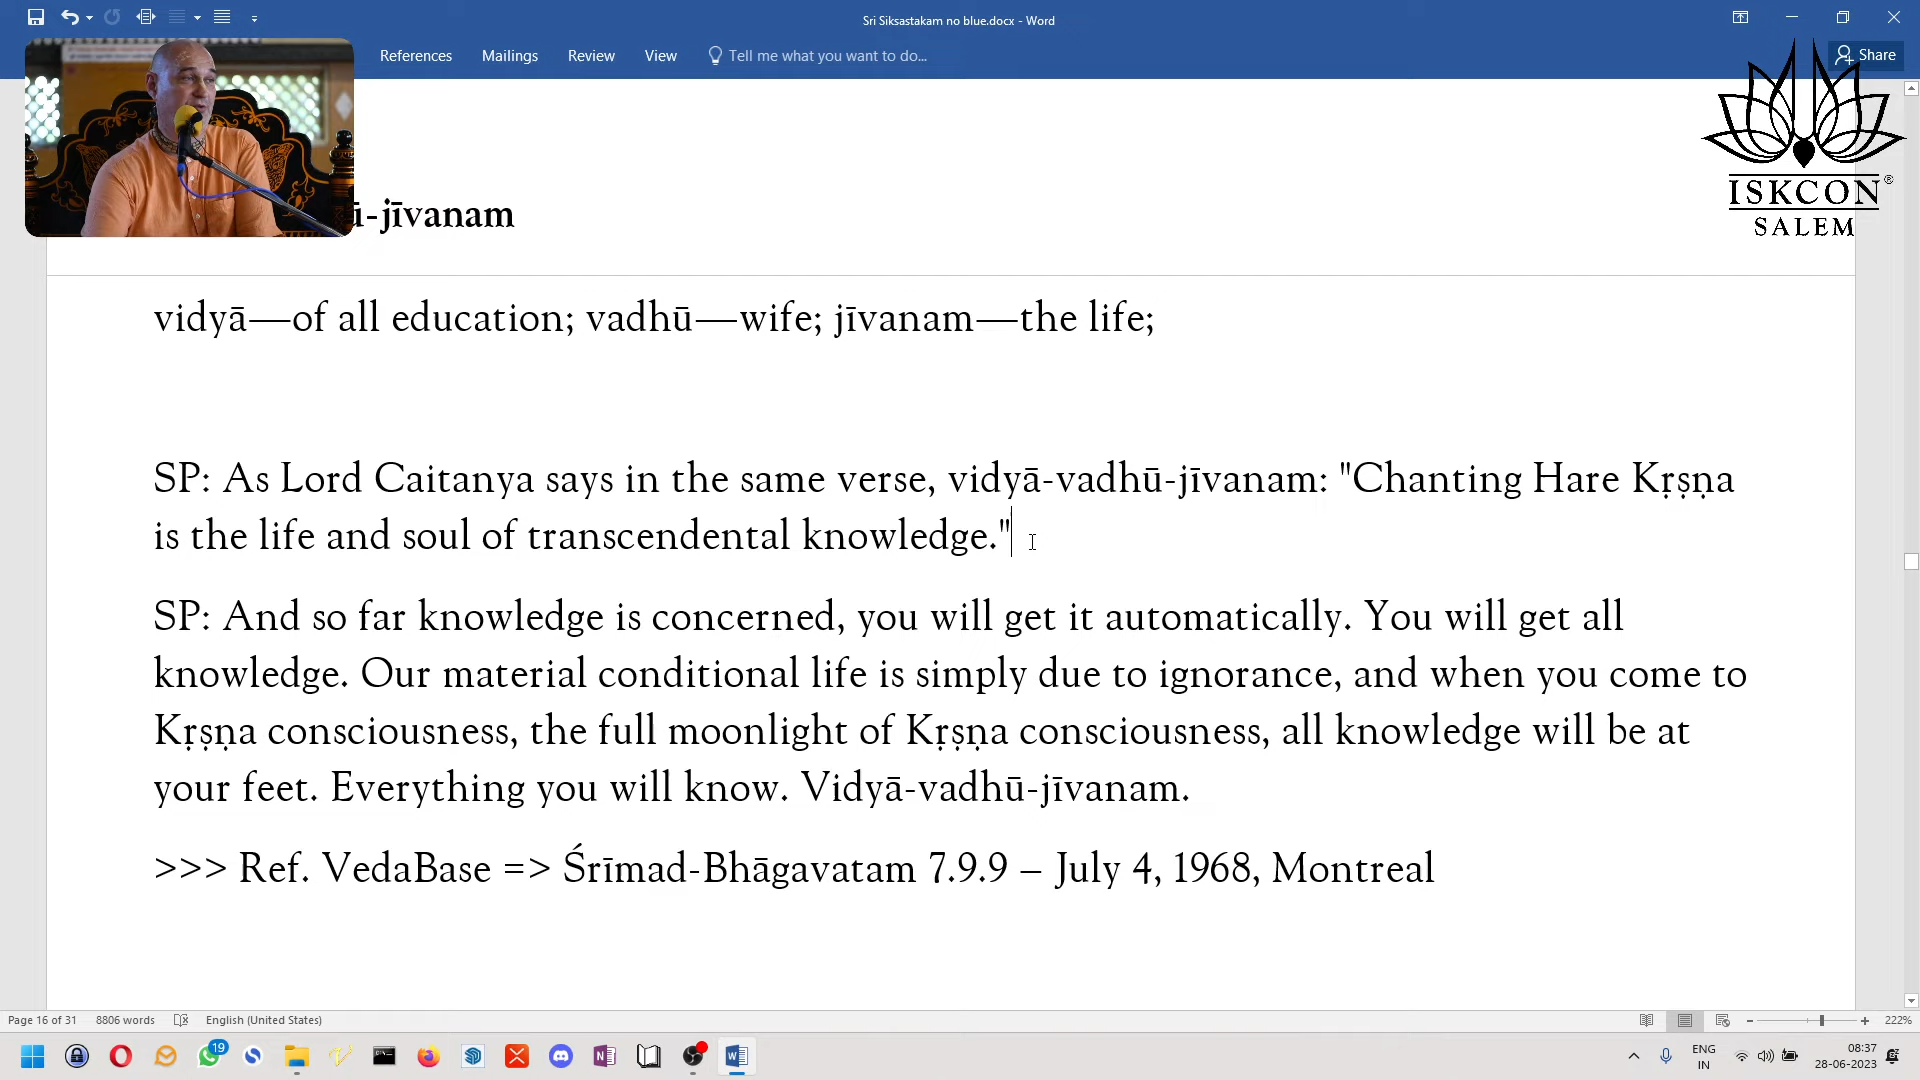 Sri Siksastakam no blue.docx - Word
References Mailings Review View Tell me what you want to do...
Share
ISKCON®
SALEM
ū-jīvanam
vidyā—of all education; vadhū—wife; jīvanam—the life;
SP: As Lord Caitanya says in the same verse, vidyā-vadhū-jīvanam: "Chanting Hare Kṛṣṇa
is the life and soul of transcendental knowledge."
SP: And so far knowledge is concerned, you will get it automatically. You will get all
knowledge. Our material conditional life is simply due to ignorance, and when you come to
Kṛṣṇa consciousness, the full moonlight of Kṛṣṇa consciousness, all knowledge will be at
your feet. Everything you will know. Vidyā-vadhū-jīvanam.
>>> Ref. VedaBase => Śrīmad-Bhāgavatam 7.9.9 – July 4, 1968, Montreal
Page 16 of 31 8806 words English (United States) 222%
19
ENG 08:37
IN 28-06-2023